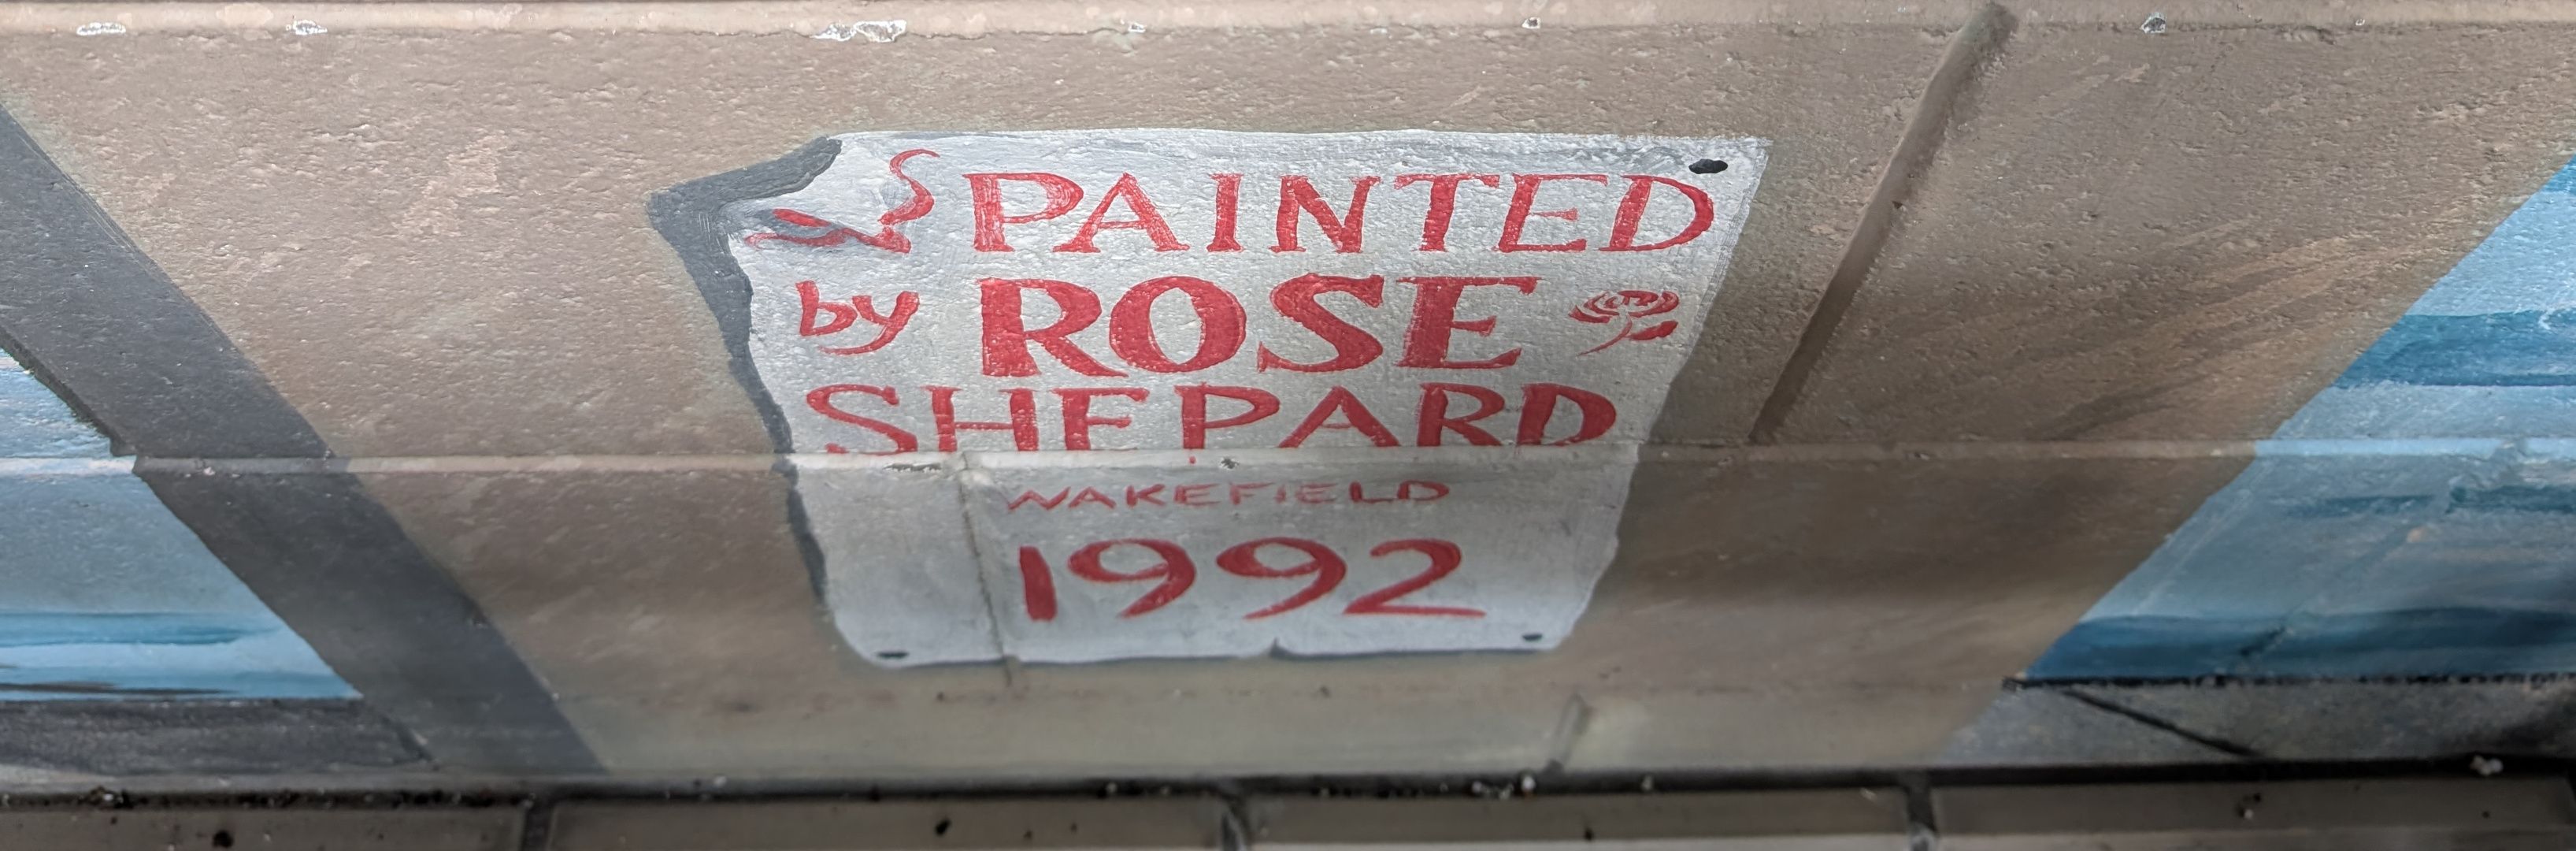 PAINTED
by ROSE
SHEPARD
WAKEFIELD
1992